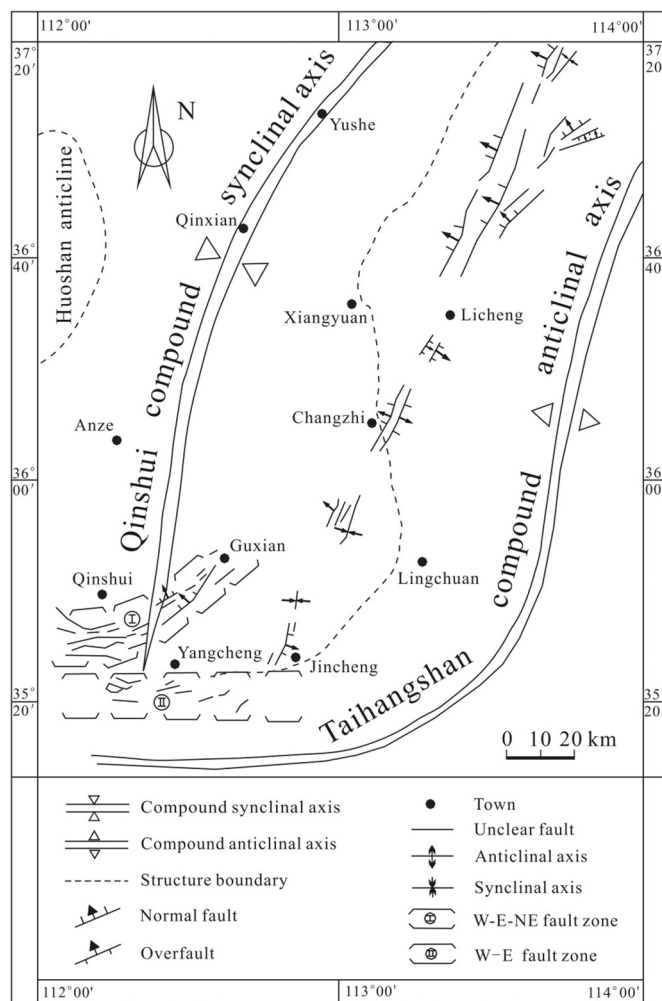 112°00'
113°00'
114°00'
37°
20'
37°
20'
N
synclinal axis
Yushe
Huoshan anticline
Qinxian
36°
40'
36°
40'
anticlinal axis
compound
Xiangyuan
Licheng
Changzhi
Anze
Qinshui
36°
00'
36°
00'
Guxian
compound
Qinshui
Lingchuan
I
Yangcheng
Jincheng
II
35°
20'
35°
20'
Taihangshan
0 10 20 km
Compound synclinal axis
Town
Compound anticlinal axis
Unclear fault
Structure boundary
Anticlinal axis
Normal fault
Synclinal axis
Overfault
I W-E-NE fault zone
II W-E fault zone
112°00'
113°00'
114°00'